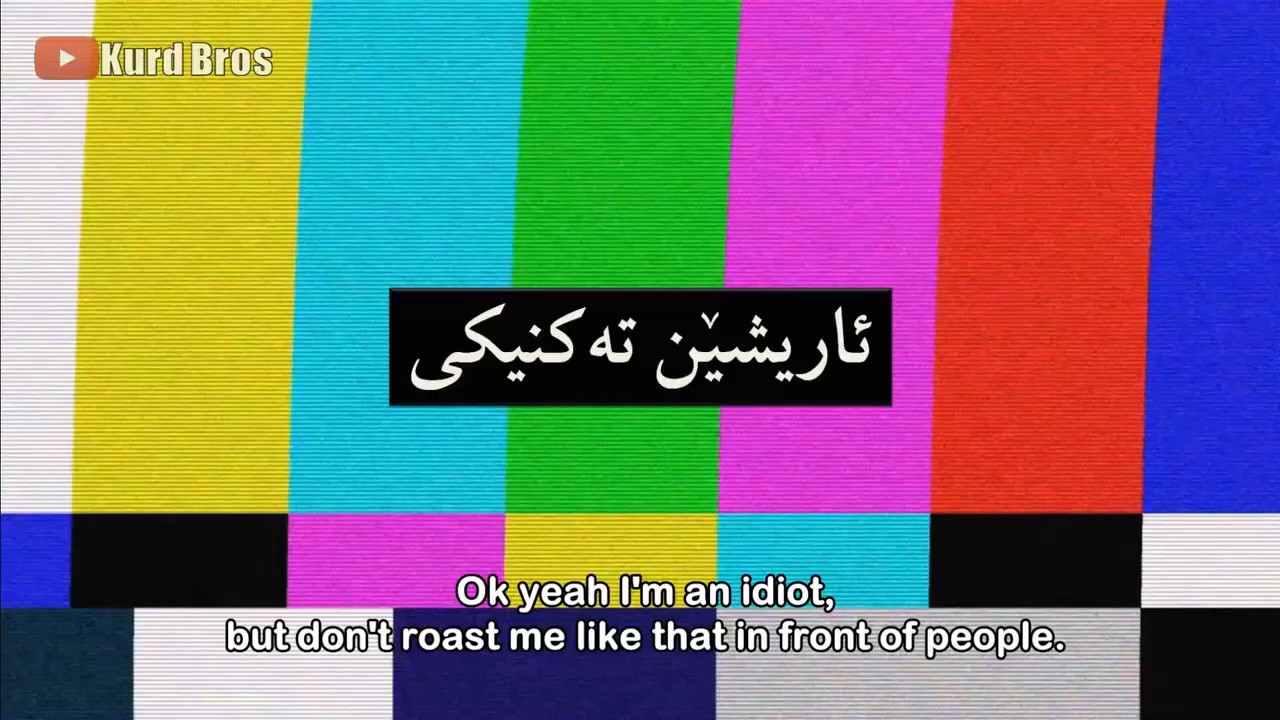 Kurd Bros
ئاریشێن تەکنیکی
Ok yeah I'm an idiot,
but don't roast me like that in front of people.